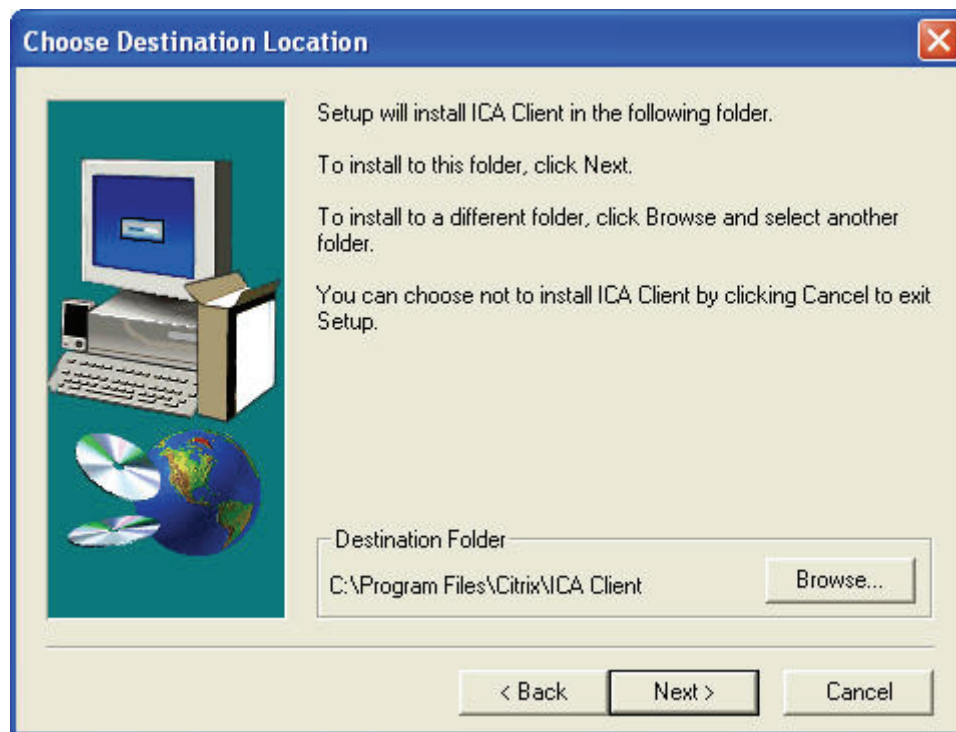 Choose Destination Location
Setup will install ICA Client in the following folder.
To install to this folder, click Next.
To install to a different folder, click Browse and select another
folder.
You can choose not to install ICA Client by clicking Cancel to exit
Setup.
Destination Folder
C:\Program Files\Citrix\ICA Client
Browse...
< Back
Next >
Cancel